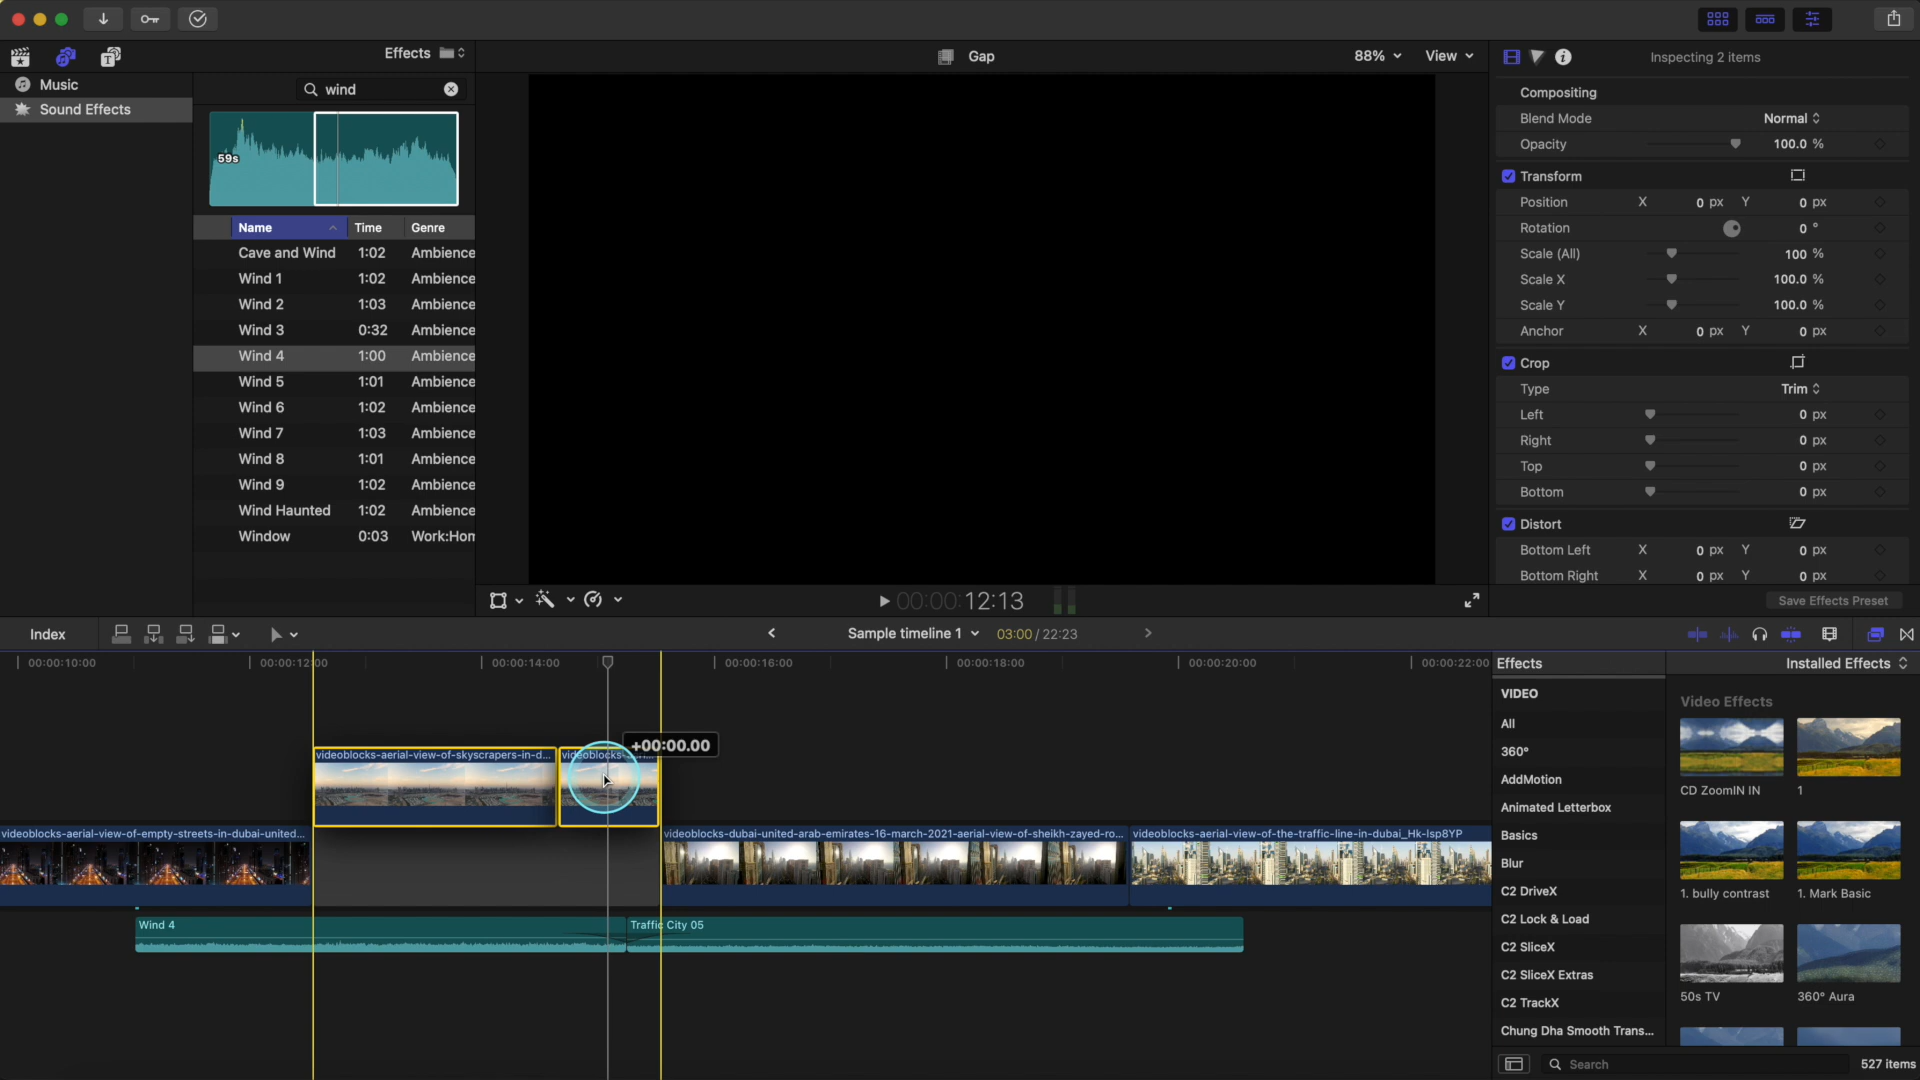 Effects
Gap
88%
View
Inspecting 2 items
Music
Sound Effects
wind
59s
Name Time Genre
Cave and Wind 1:02 Ambience
Wind 1 1:02 Ambience
Wind 2 1:03 Ambience
Wind 3 0:32 Ambience
Wind 4 1:00 Ambience
Wind 5 1:01 Ambience
Wind 6 1:02 Ambience
Wind 7 1:03 Ambience
Wind 8 1:01 Ambience
Wind 9 1:02 Ambience
Wind Haunted 1:02 Ambience
Window 0:03 Work:Hom
Compositing
Blend Mode Normal
Opacity 100.0 %
Transform
Position X 0 px Y 0 px
Rotation 0 °
Scale (All) 100 %
Scale X 100.0 %
Scale Y 100.0 %
Anchor X 0 px Y 0 px
Crop
Type Trim
Left 0 px
Right 0 px
Top 0 px
Bottom 0 px
Distort
Bottom Left X 0 px Y 0 px
Bottom Right X 0 px Y 0 px
Save Effects Preset
00:00:12:13
Index
Sample timeline 1
03:00 / 22:23
00:00:10:00 00:00:12:00 00:00:14:00 00:00:16:00 00:00:18:00 00:00:20:00 00:00:22:00
+00:00.00
videoblocks-aerial-view-of-skyscrapers-in-d...
videoblocks-
videoblocks-aerial-view-of-empty-streets-in-dubai-united...
videoblocks-dubai-united-arab-emirates-16-march-2021-aerial-view-of-sheikh-zayed-ro...
videoblocks-aerial-view-of-the-traffic-line-in-dubai_Hk-Isp8YP
Wind 4
Traffic City 05
Effects
Installed Effects
VIDEO
All
360°
AddMotion
Animated Letterbox
Basics
Blur
C2 DriveX
C2 Lock & Load
C2 SliceX
C2 SliceX Extras
C2 TrackX
Chung Dha Smooth Trans...
Video Effects
CD ZoomIN IN
1
1. bully contrast
1. Mark Basic
50s TV
360° Aura
Search
527 items